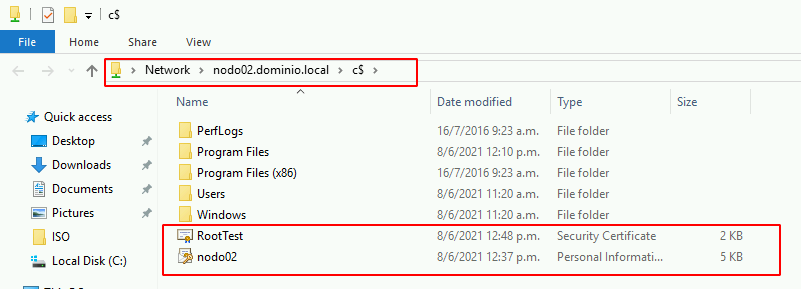 c$
File Home Share View
Network nodo02.dominio.local c$
Name Date modified Type Size
Quick access
Desktop
Downloads
Documents
Pictures
ISO
Local Disk (C:)
PerfLogs 16/7/2016 9:23 a.m. File folder
Program Files 8/6/2021 12:10 p.m. File folder
Program Files (x86) 16/7/2016 9:23 a.m. File folder
Users 8/6/2021 11:20 a.m. File folder
Windows 8/6/2021 11:20 a.m. File folder
RootTest 8/6/2021 12:48 p.m. Security Certificate 2 KB
nodo02 8/6/2021 12:37 p.m. Personal Informati... 5 KB